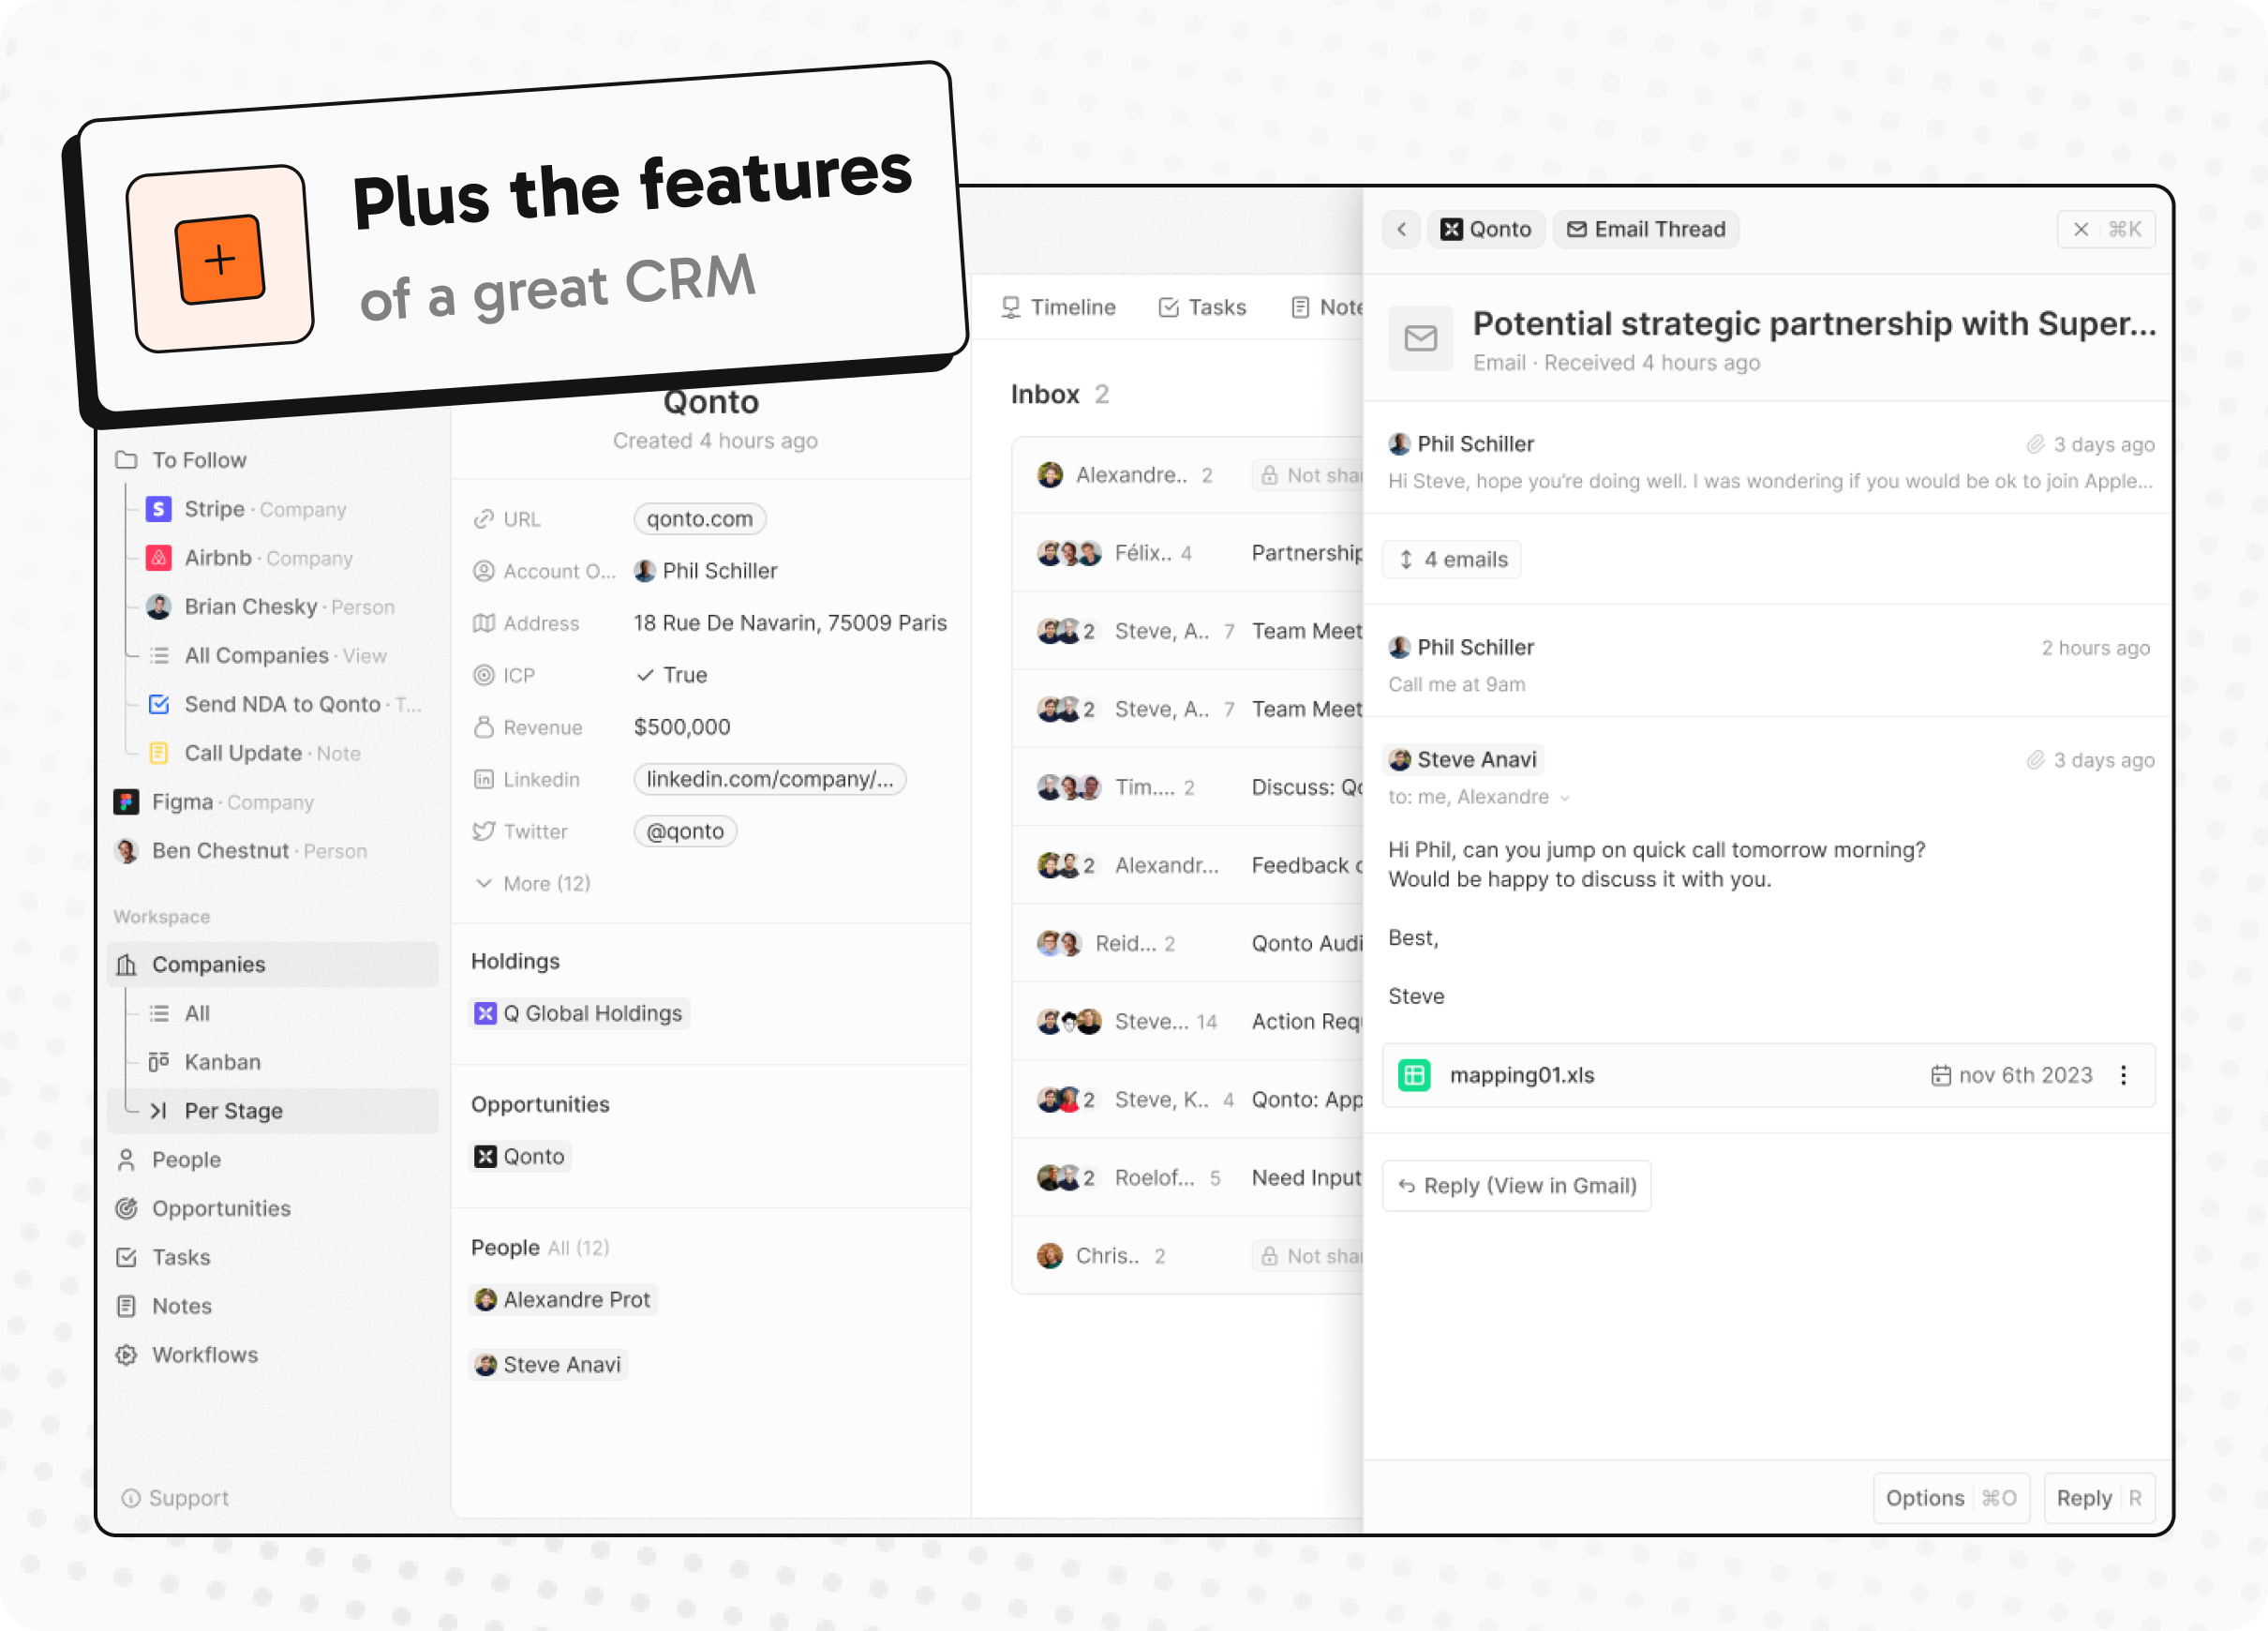 Plus the features
of a great CRM
To Follow
Stripe · Company
Airbnb · Company
Brian Chesky · Person
All Companies · View
Send NDA to Qonto · T...
Call Update · Note
Figma · Company
Ben Chestnut · Person
Workspace
Companies
All
Kanban
Per Stage
People
Opportunities
Tasks
Notes
Workflows
Support
Qonto
Created 4 hours ago
URL qonto.com
Account O... Phil Schiller
Address 18 Rue De Navarin, 75009 Paris
ICP True
Revenue $500,000
Linkedin linkedin.com/company/...
Twitter @qonto
More (12)
Holdings
Q Global Holdings
Opportunities
Qonto
People All (12)
Alexandre Prot
Steve Anavi
Timeline Tasks Note
Inbox 2
Alexandre.. 2 Not shar
Félix.. 4 Partnership
2 Steve, A.. 7 Team Meet
2 Steve, A.. 7 Team Meet
Tim.... 2 Discuss: Qo
2 Alexandr... Feedback o
Reid... 2 Qonto Audi
Steve... 14 Action Req
2 Steve, K.. 4 Qonto: App
2 Roelof... 5 Need Input
Chris.. 2 Not shar
Qonto Email Thread ⌘K
Potential strategic partnership with Super...
Email · Received 4 hours ago
Phil Schiller 3 days ago
Hi Steve, hope you're doing well. I was wondering if you would be ok to join Apple...
4 emails
Phil Schiller 2 hours ago
Call me at 9am
Steve Anavi 3 days ago
to: me, Alexandre
Hi Phil, can you jump on quick call tomorrow morning?
Would be happy to discuss it with you.
Best,
Steve
mapping01.xls nov 6th 2023
Reply (View in Gmail)
Options ⌘O Reply R